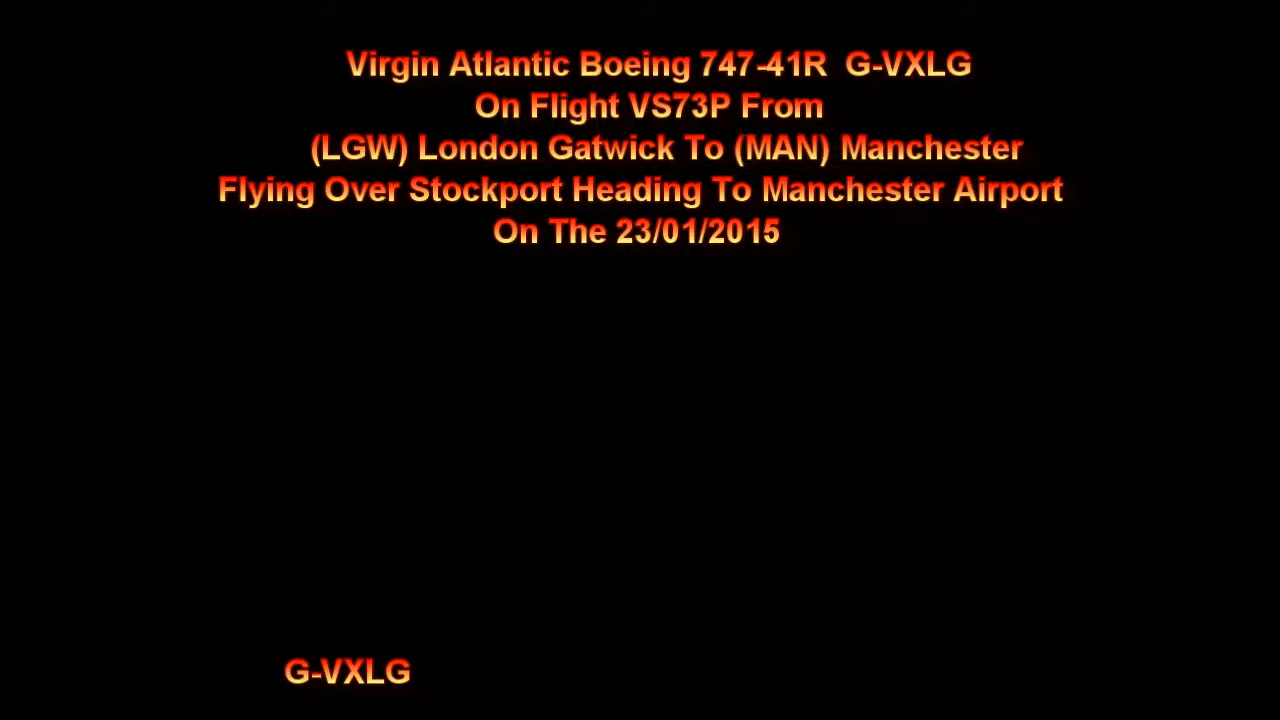 Virgin Atlantic Boeing 747-41R G-VXLG
On Flight VS73P From
(LGW) London Gatwick To (MAN) Manchester
Flying Over Stockport Heading To Manchester Airport
On The 23/01/2015
G-VXLG